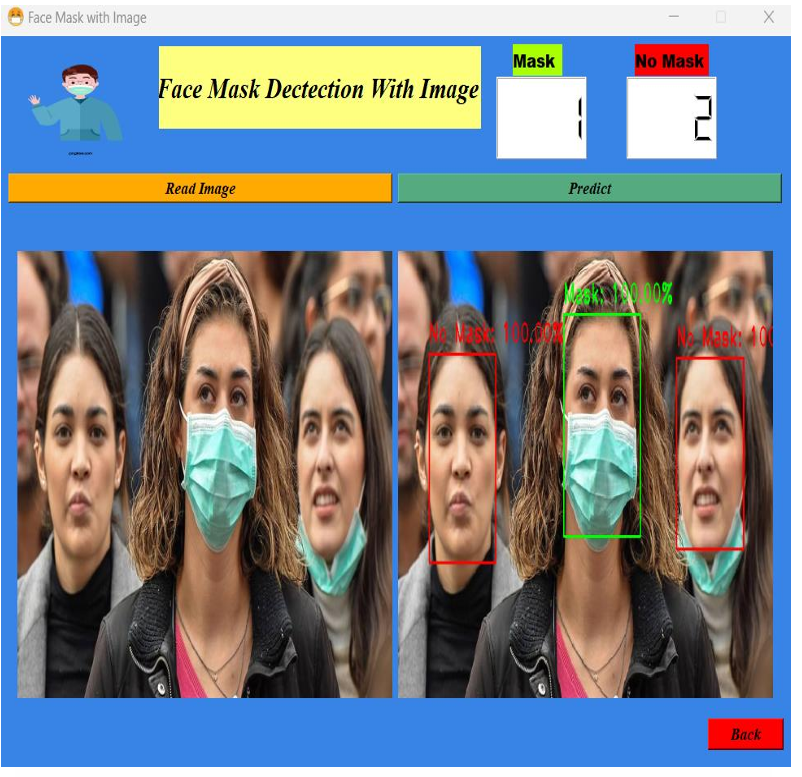 Face Mask with Image
Face Mask Dectection With Image
Mask
No Mask
1
2
Read Image
Predict
Mask: 100.00%
No Mask: 100.00%
No Mask: 100
Back